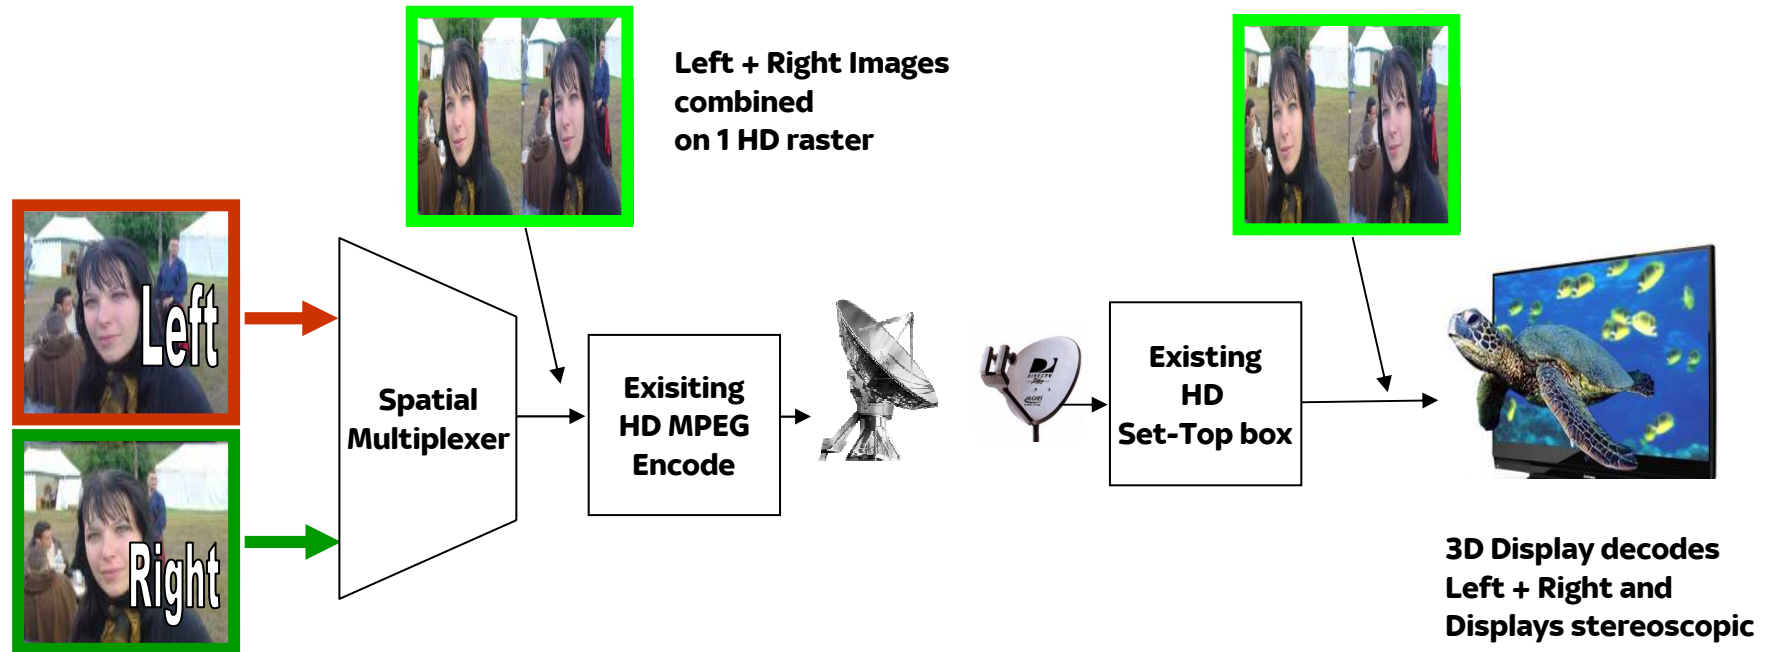 Left + Right Images
combined
on 1 HD raster
Left
Right
Spatial
Multiplexer
Exisiting
HD MPEG
Encode
DIRECTV
Existing
HD
Set-Top box
3D Display decodes
Left + Right and
Displays stereoscopic